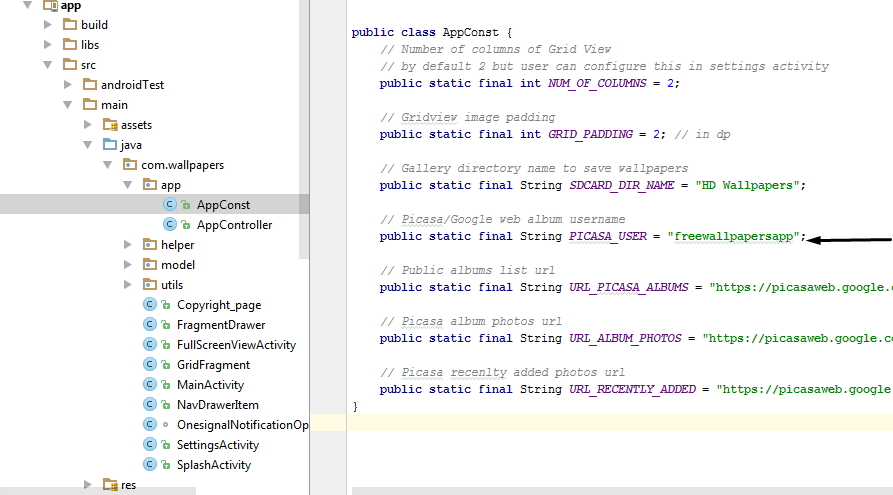 app
build
libs
src
androidTest
main
assets
java
com.wallpapers
app
AppConst
AppController
helper
model
utils
Copyright_page
FragmentDrawer
FullScreenViewActivity
GridFragment
MainActivity
NavDrawerItem
OnesignalNotificationOp
SettingsActivity
SplashActivity
res
public class AppConst {
// Number of columns of Grid View
// by default 2 but user can configure this in settings activity
public static final int NUM_OF_COLUMNS = 2;
// Gridview image padding
public static final int GRID_PADDING = 2; // in dp
// Gallery directory name to save wallpapers
public static final String SDCARD_DIR_NAME = "HD Wallpapers";
// Picasa/Google web album username
public static final String PICASA_USER = "freewallpapersapp";
// Public albums list url
public static final String URL_PICASA_ALBUMS = "https://picasaweb.google.c
// Picasa album photos url
public static final String URL_ALBUM_PHOTOS = "https://picasaweb.google.co
// Picasa recenlty added photos url
public static final String URL_RECENTLY_ADDED = "https://picasaweb.google
}